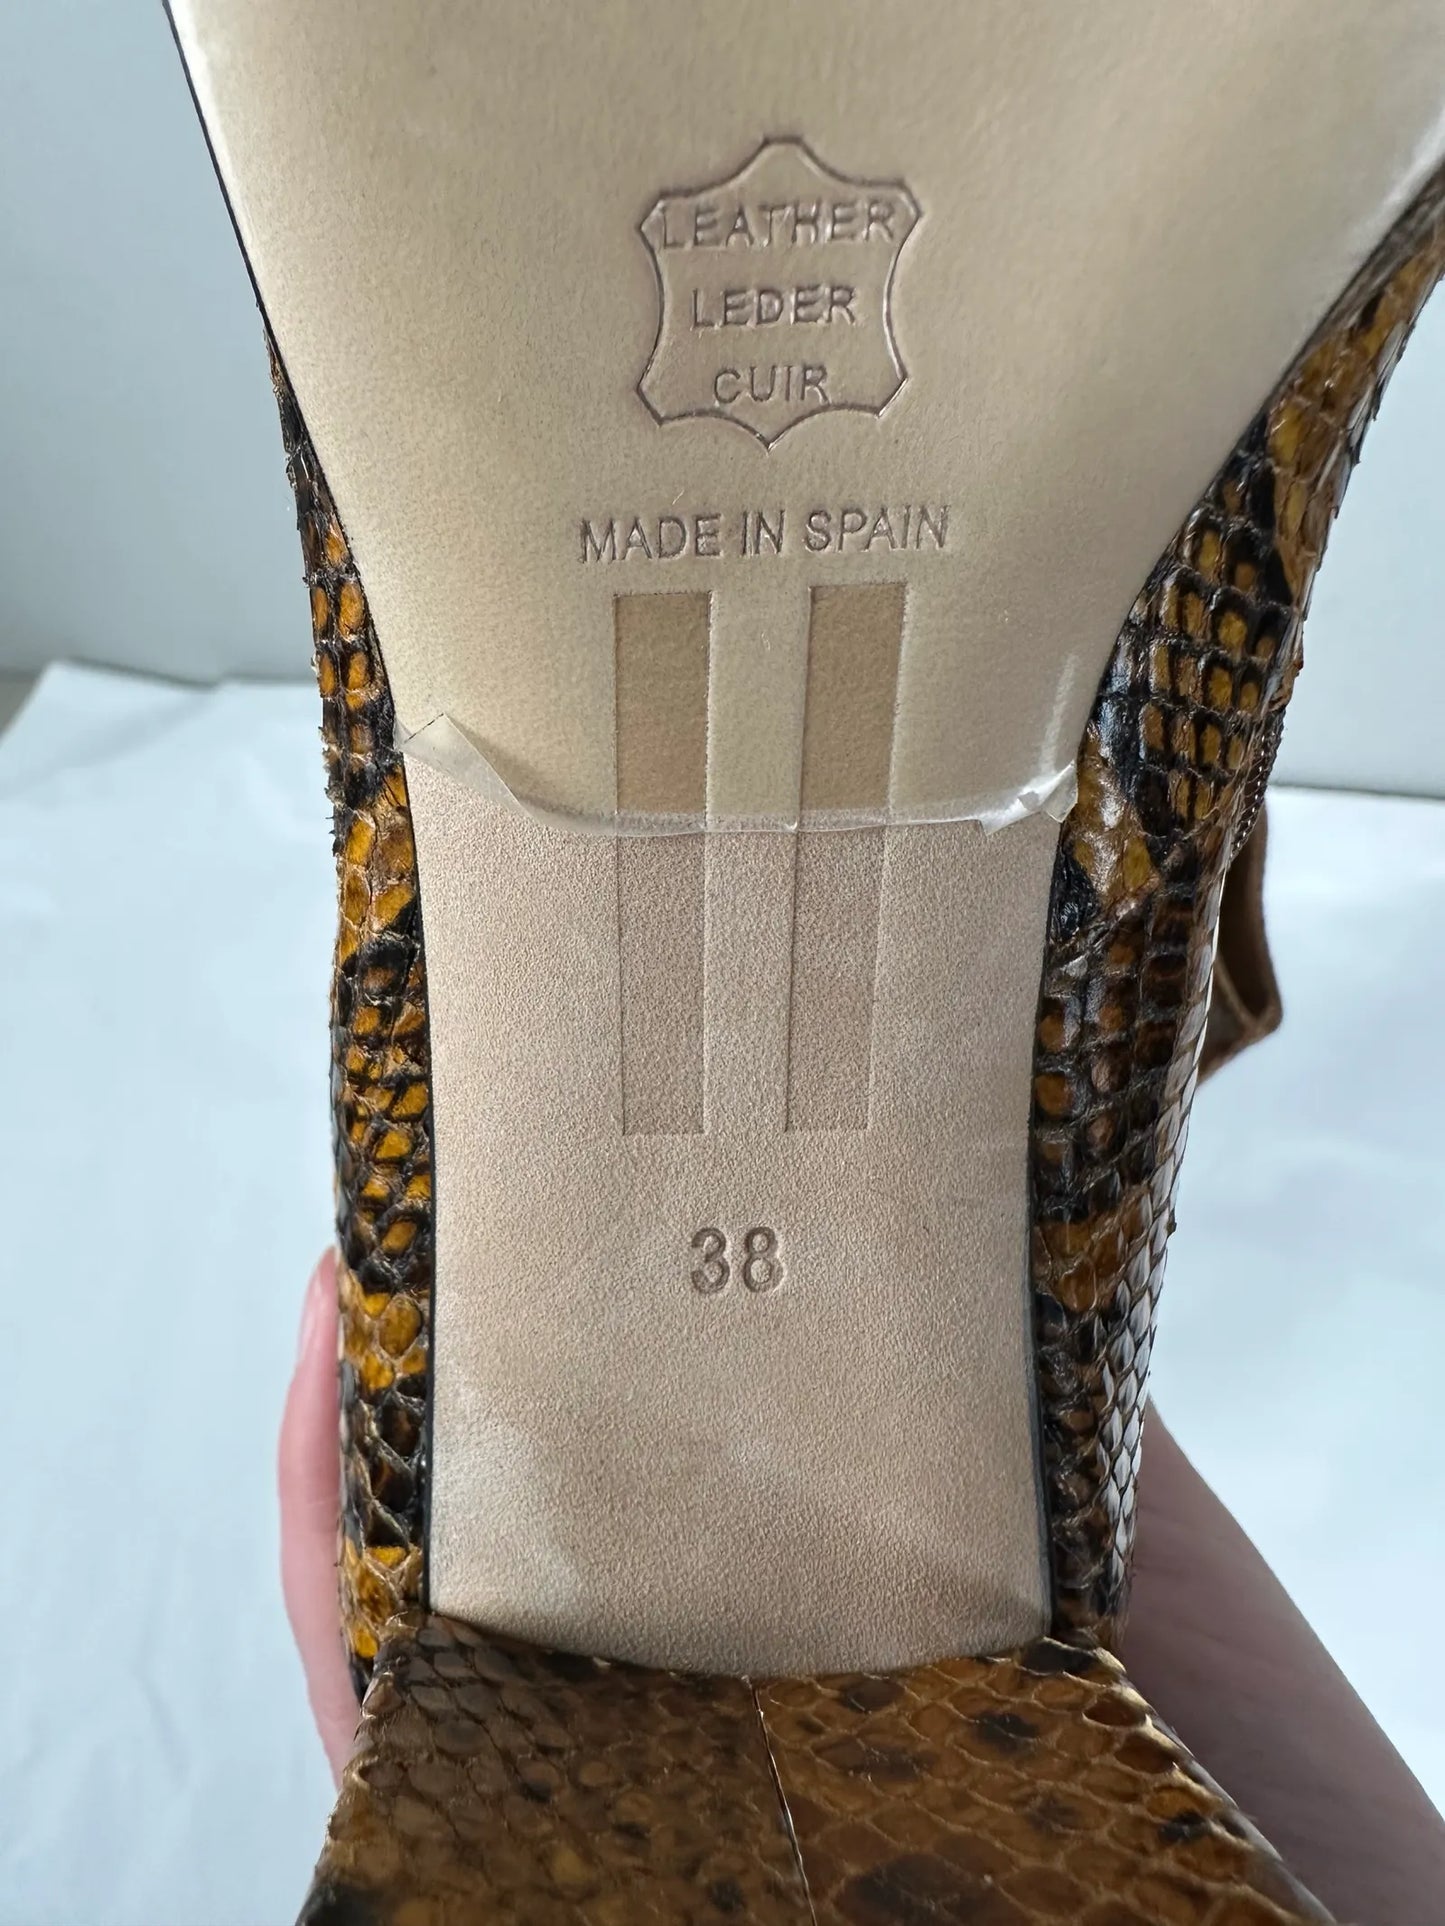 LEATHER
LEDER
CUIR
MADE IN SPAIN
38